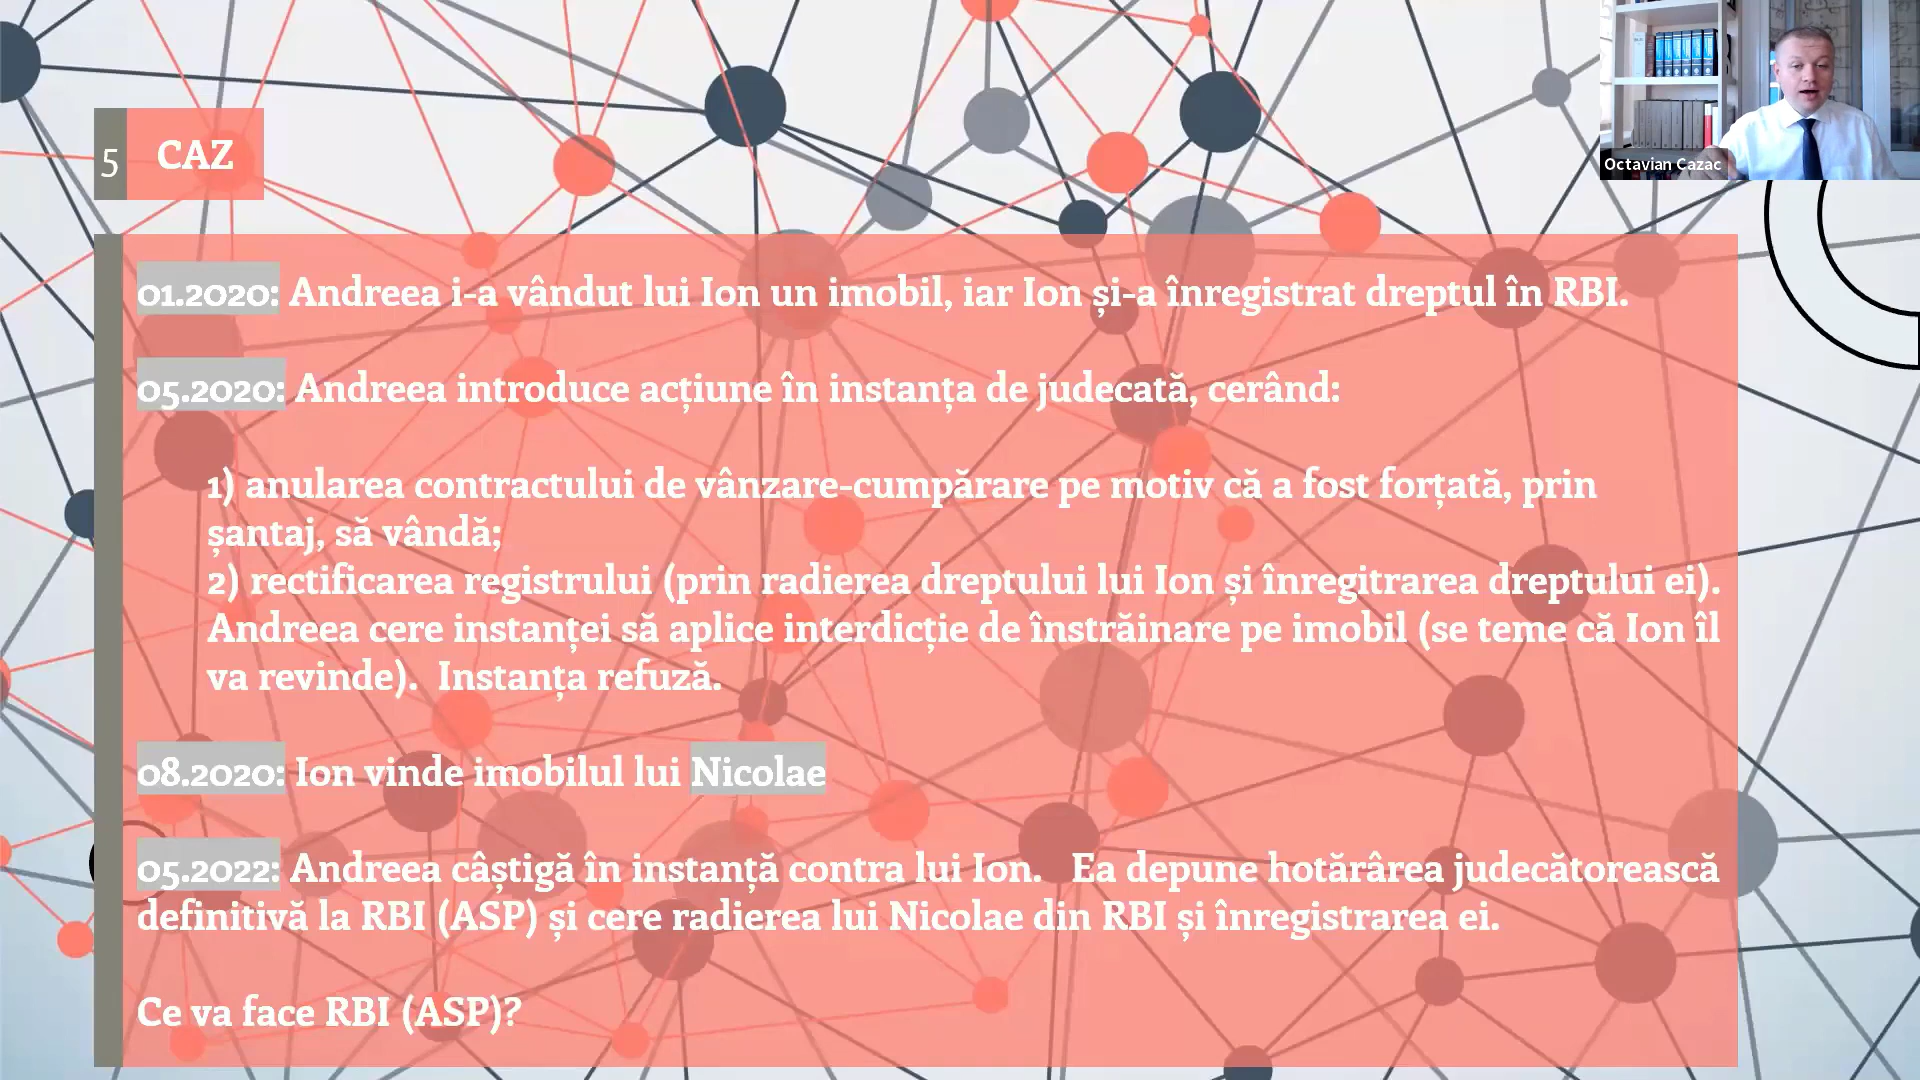 Octavian Cazac
5 CAZ
01.2020: Andreea i-a vândut lui Ion un imobil, iar Ion și-a înregistrat dreptul în RBI.
05.2020: Andreea introduce acțiune în instanța de judecată, cerând:
1) anularea contractului de vânzare-cumpărare pe motiv că a fost forțată, prin
șantaj, să vândă;
2) rectificarea registrului (prin radierea dreptului lui Ion și înregitrarea dreptului ei).
Andreea cere instanței să aplice interdicție de înstrăinare pe imobil (se teme că Ion îl
va revinde). Instanța refuză.
08.2020: Ion vinde imobilul lui Nicolae
05.2022: Andreea câștigă în instanță contra lui Ion. Ea depune hotărârea judecătorească
definitivă la RBI (ASP) și cere radierea lui Nicolae din RBI și înregistrarea ei.
Ce va face RBI (ASP)?